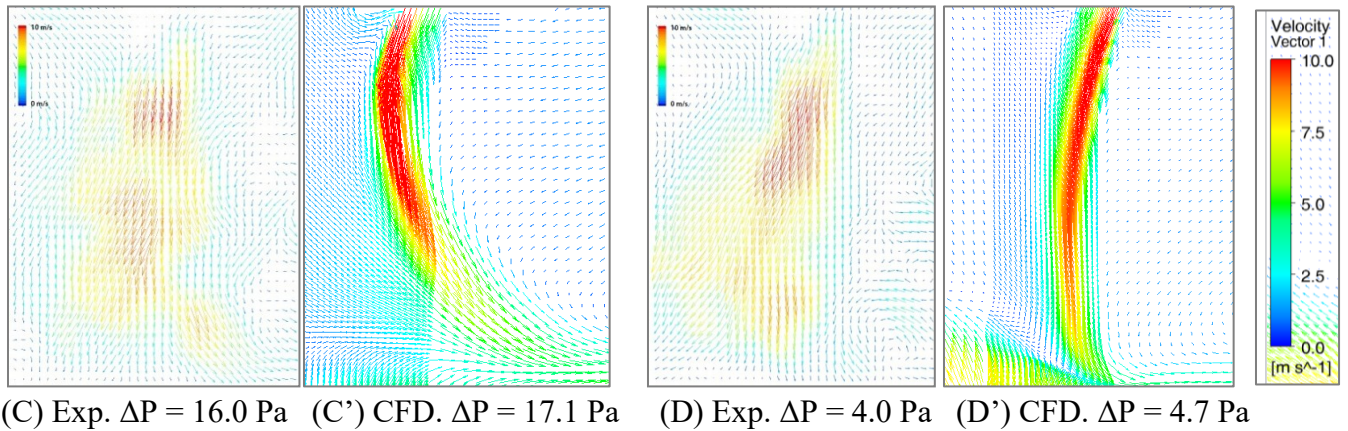 10 m/s
0 m/s
10 m/s
0 m/s
Velocity
Vector 1
10.0
7.5
5.0
2.5
0.0
[m s^-1]
(C) Exp. ΔP = 16.0 Pa
(C’) CFD. ΔP = 17.1 Pa
(D) Exp. ΔP = 4.0 Pa
(D’) CFD. ΔP = 4.7 Pa